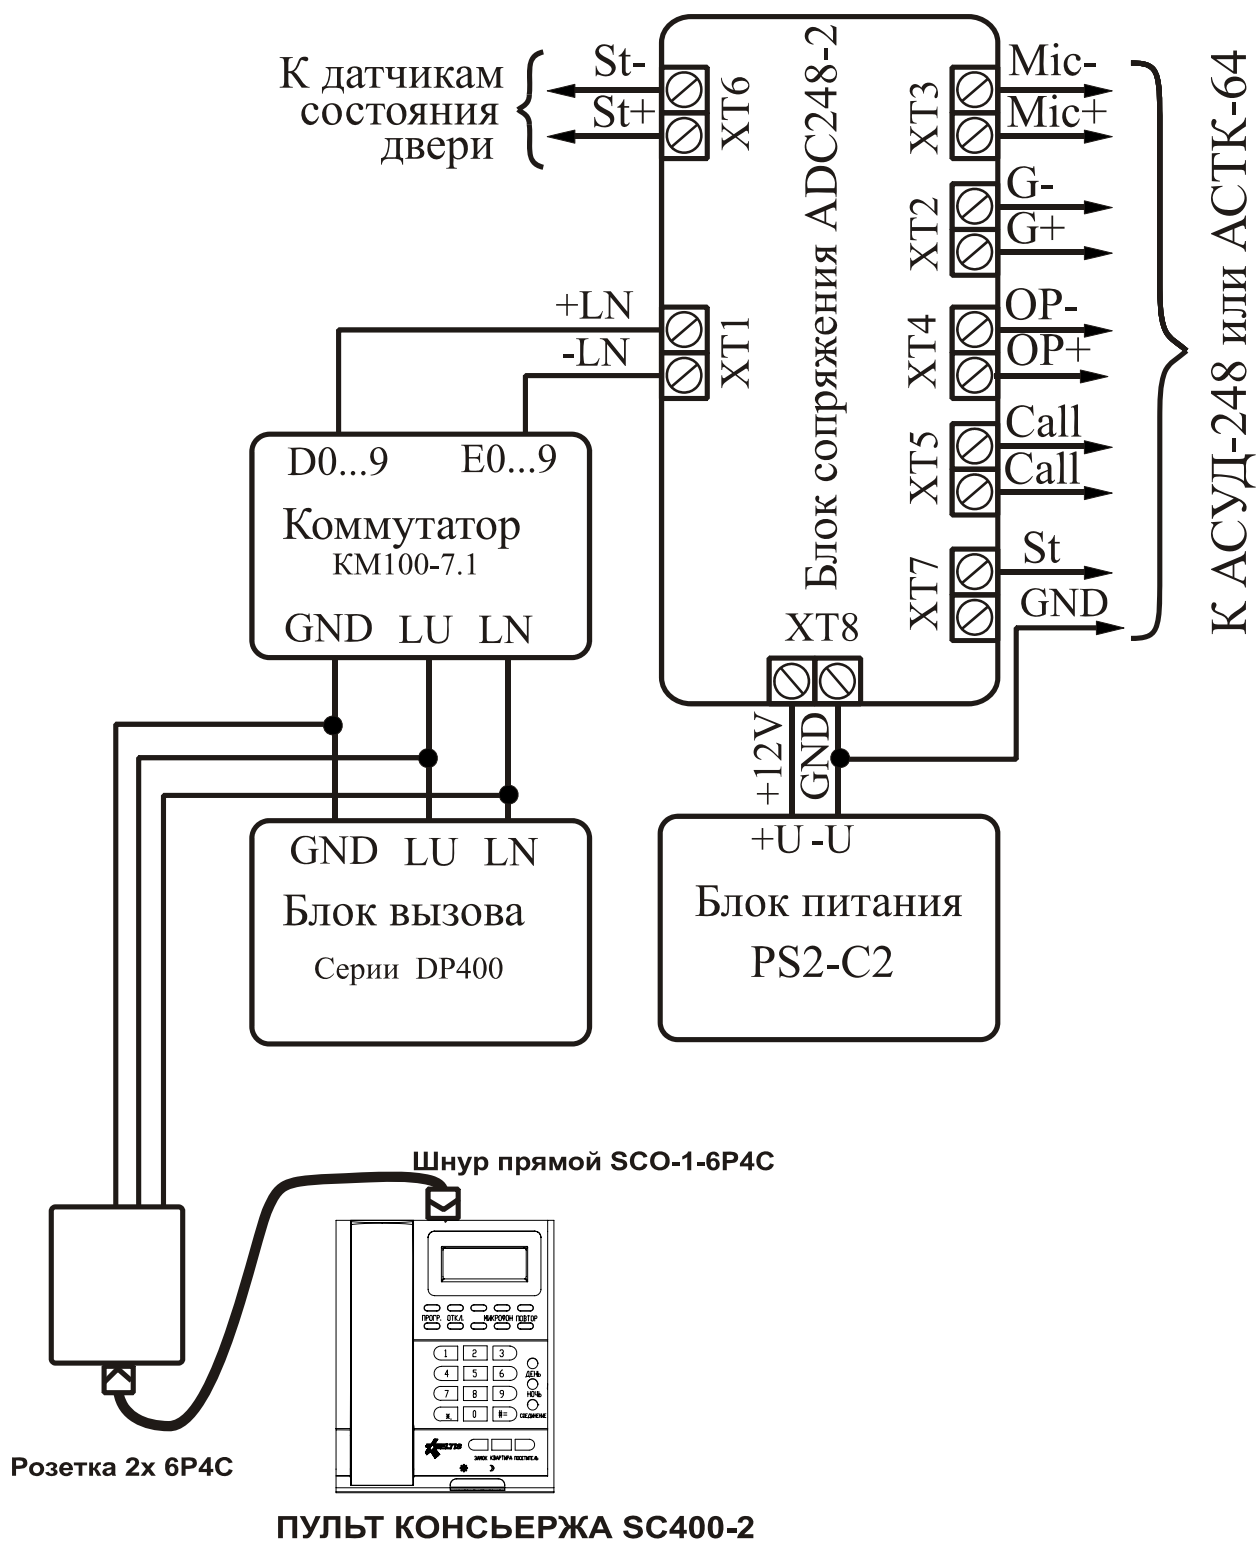 К датчикам
состояния
двери
St-
St+
XT6
XT1
+LN
-LN
Блок сопряжения ADC248-2
XT3
XT2
XT4
XT5
XT7
XT8
Mic-
Mic+
G-
G+
OP-
OP+
Call
Call
St
GND
К АСУД-248 или АСТК-64
D0...9 E0...9
Коммутатор
КМ100-7.1
GND LU LN
GND LU LN
Блок вызова
Серии DP400
+12V
GND
+U -U
Блок питания
PS2-C2
Шнур прямой SCO-1-6P4C
ПРОГР. ОТКЛ. МИКРОФОН ПОВТОР
1 2 3
4 5 6
7 8 9
* 0 #=
ДЕНЬ
НОЧЬ
СОЕДИНЕНИЕ
ЗАМОК КВАРТИРА ПОСЕТИТЕЛЬ
Розетка 2х 6P4C
ПУЛЬТ КОНСЬЕРЖА SC400-2